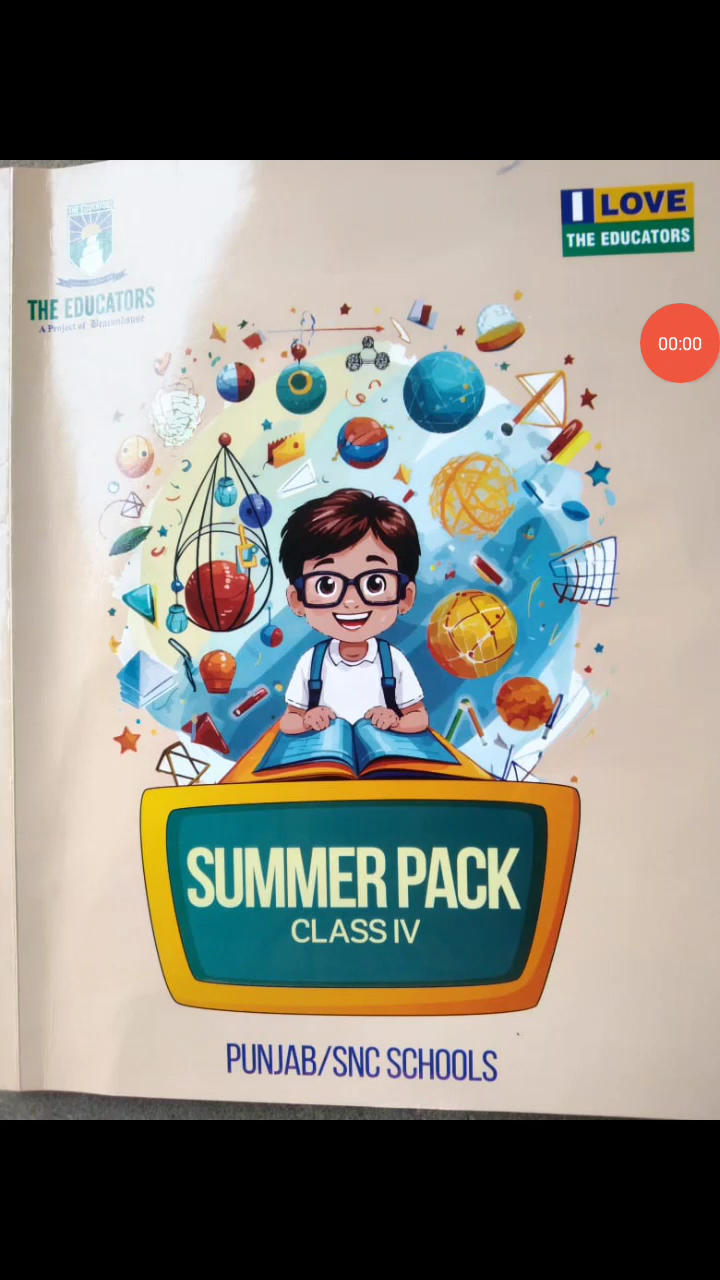 THE EDUCATORS
A Project of Beaconhouse
I LOVE
THE EDUCATORS
00:00
SUMMER PACK
CLASS IV
PUNJAB/SNC SCHOOLS